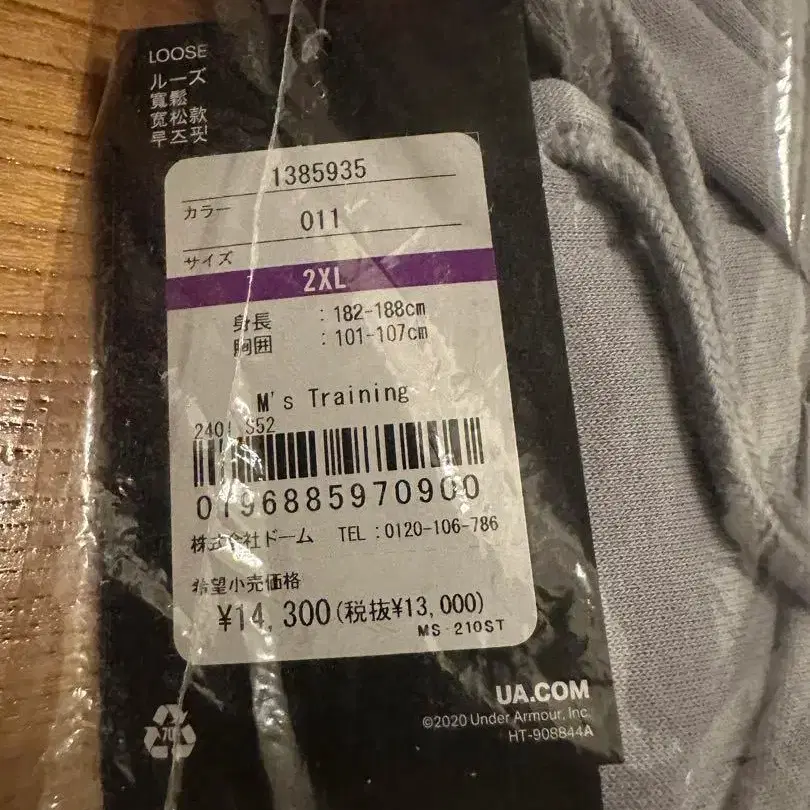 LOOSE
ルーズ
寬鬆
宽松款
루즈핏
1385935
カラー 011
サイズ
2XL
身長 : 182-188cm
胸囲 : 101-107cm
M's Training
2401 S52
0196885970900
株式会社ドーム TEL:0120-106-786
希望小売価格
¥14,300(税抜¥13,000)
MS-210ST
UA.COM
©2020 Under Armour, Inc.
HT-908844A
70